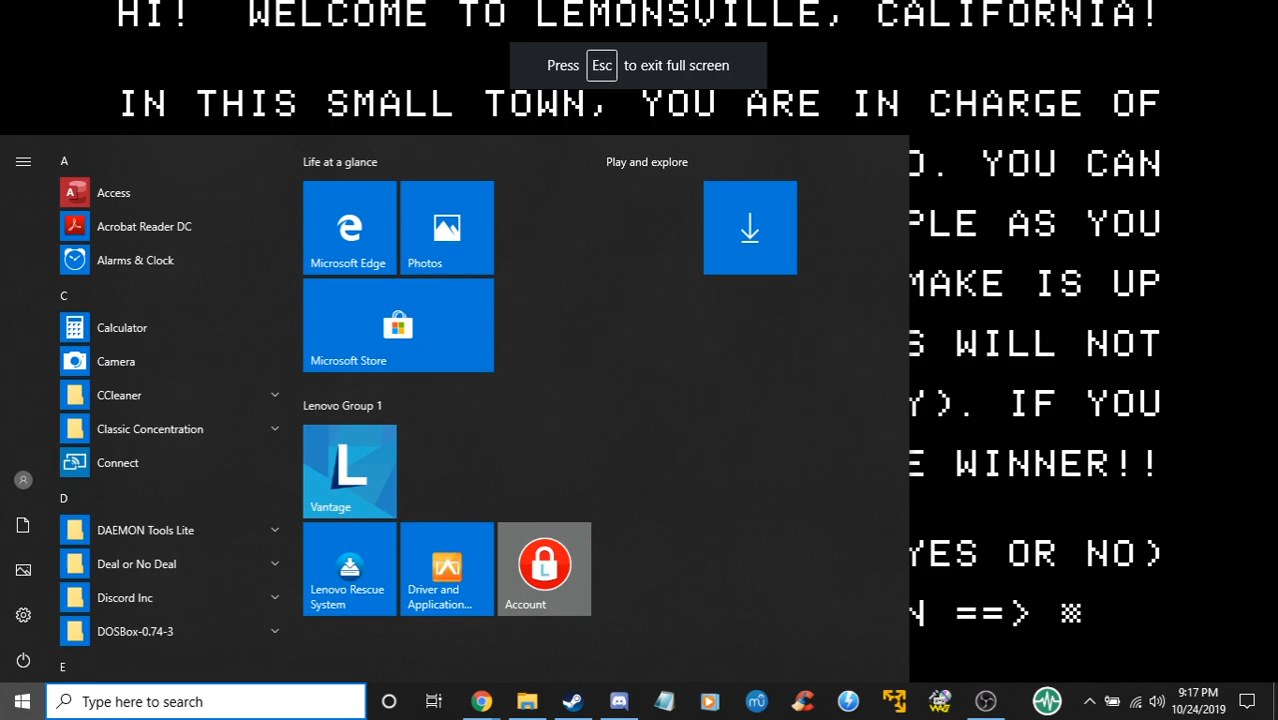 HI! WELCOME TO LEMONSVILLE, CALIFORNIA!
Press Esc to exit full screen
IN THIS SMALL TOWN, YOU ARE IN CHARGE OF
YOU CAN
AS YOU
MAKE IS UP
WILL NOT
). IF YOU
WINNER!!
YES OR NO)
==>
A
Access
Acrobat Reader DC
Alarms & Clock
C
Calculator
Camera
CCleaner
Classic Concentration
Connect
D
DAEMON Tools Lite
Deal or No Deal
Discord Inc
DOSBox-0.74-3
E
Life at a glance
Microsoft Edge
Photos
Microsoft Store
Play and explore
Lenovo Group 1
L
Vantage
Lenovo Rescue
System
Driver and
Application...
L
Account
Type here to search
9:17 PM
10/24/2019